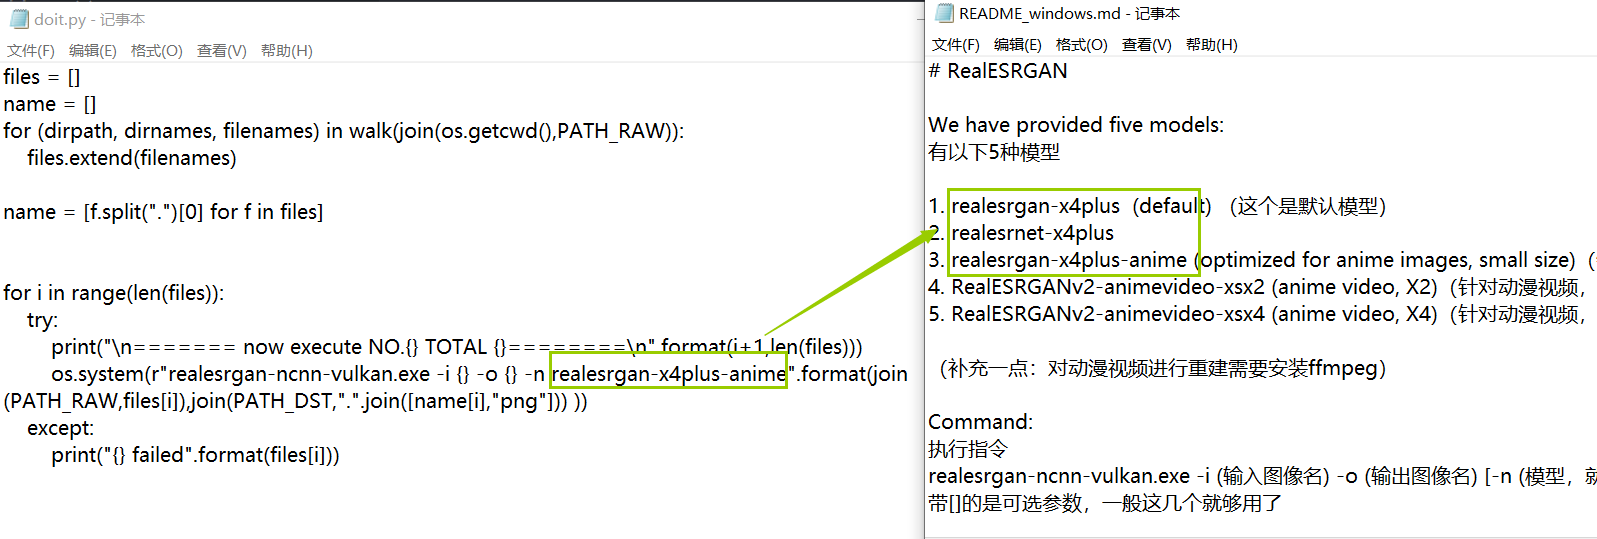 doit.py - 记事本
文件(F) 编辑(E) 格式(O) 查看(V) 帮助(H)
files = []
name = []
for (dirpath, dirnames, filenames) in walk(join(os.getcwd(),PATH_RAW)):
    files.extend(filenames)
name = [f.split(".")[0] for f in files]
for i in range(len(files)):
    try:
        print("\n======= now execute NO.{} TOTAL {}========\n".format(i+1,len(files)))
        os.system(r"realesrgan-ncnn-vulkan.exe -i {} -o {} -n realesrgan-x4plus-anime".format(join
(PATH_RAW,files[i]),join(PATH_DST,".".join([name[i],"png"])) ))
    except:
        print("{} failed".format(files[i]))
README_windows.md - 记事本
文件(F) 编辑(E) 格式(O) 查看(V) 帮助(H)
# RealESRGAN
We have provided five models:
有以下5种模型
1. realesrgan-x4plus（default） （这个是默认模型）
2. realesrnet-x4plus
3. realesrgan-x4plus-anime (optimized for anime images, small size)（
4. RealESRGANv2-animevideo-xsx2 (anime video, X2)（针对动漫视频，
5. RealESRGANv2-animevideo-xsx4 (anime video, X4)（针对动漫视频，
（补充一点：对动漫视频进行重建需要安装ffmpeg）
Command:
执行指令
realesrgan-ncnn-vulkan.exe -i (输入图像名) -o (输出图像名) [-n (模型，就
带[]的是可选参数，一般这几个就够用了